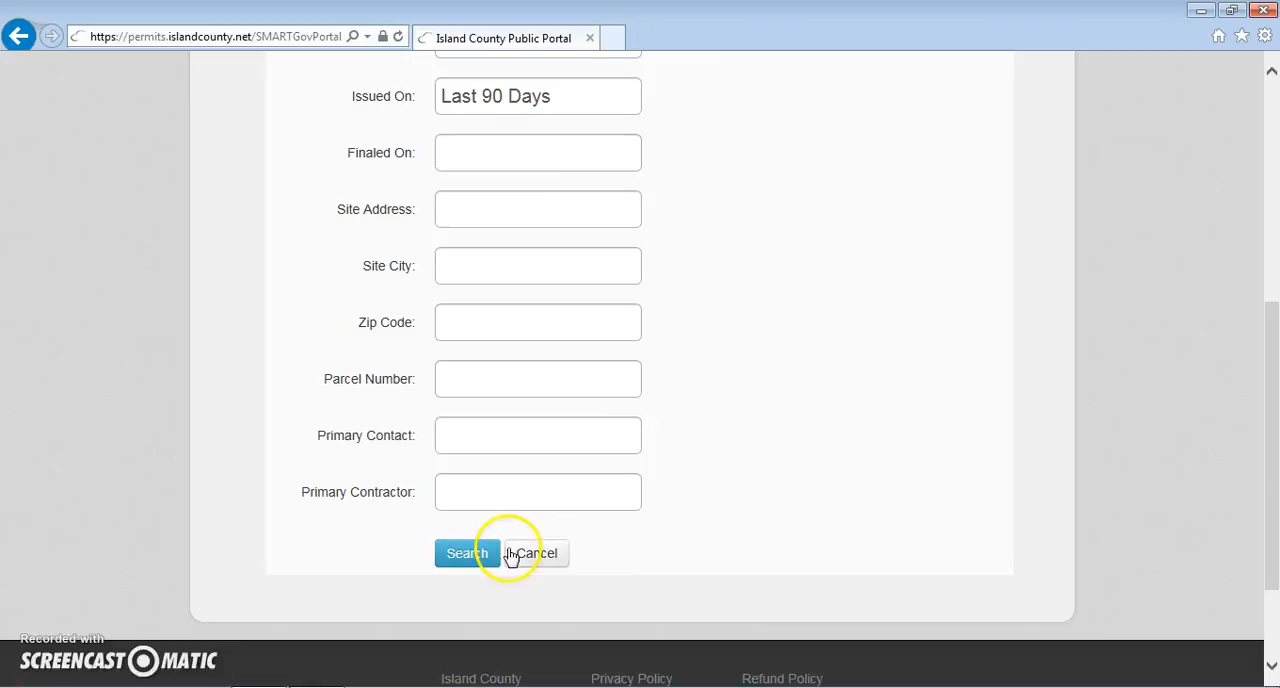 https://permits.islandcounty.net/SMARTGovPortal
Island County Public Portal
Issued On: Last 90 Days
Finaled On:
Site Address:
Site City:
Zip Code:
Parcel Number:
Primary Contact:
Primary Contractor:
Search Cancel
Recorded with
SCREENCAST MATIC
Island County Privacy Policy Refund Policy